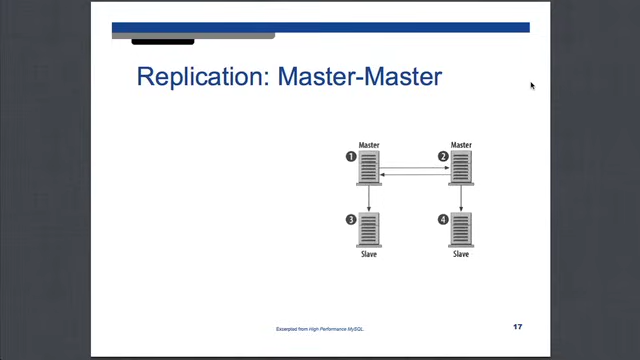 Replication: Master-Master
Master
Master
1
2
3
4
Slave
Slave
Excerpted from High Performance MySQL.
17